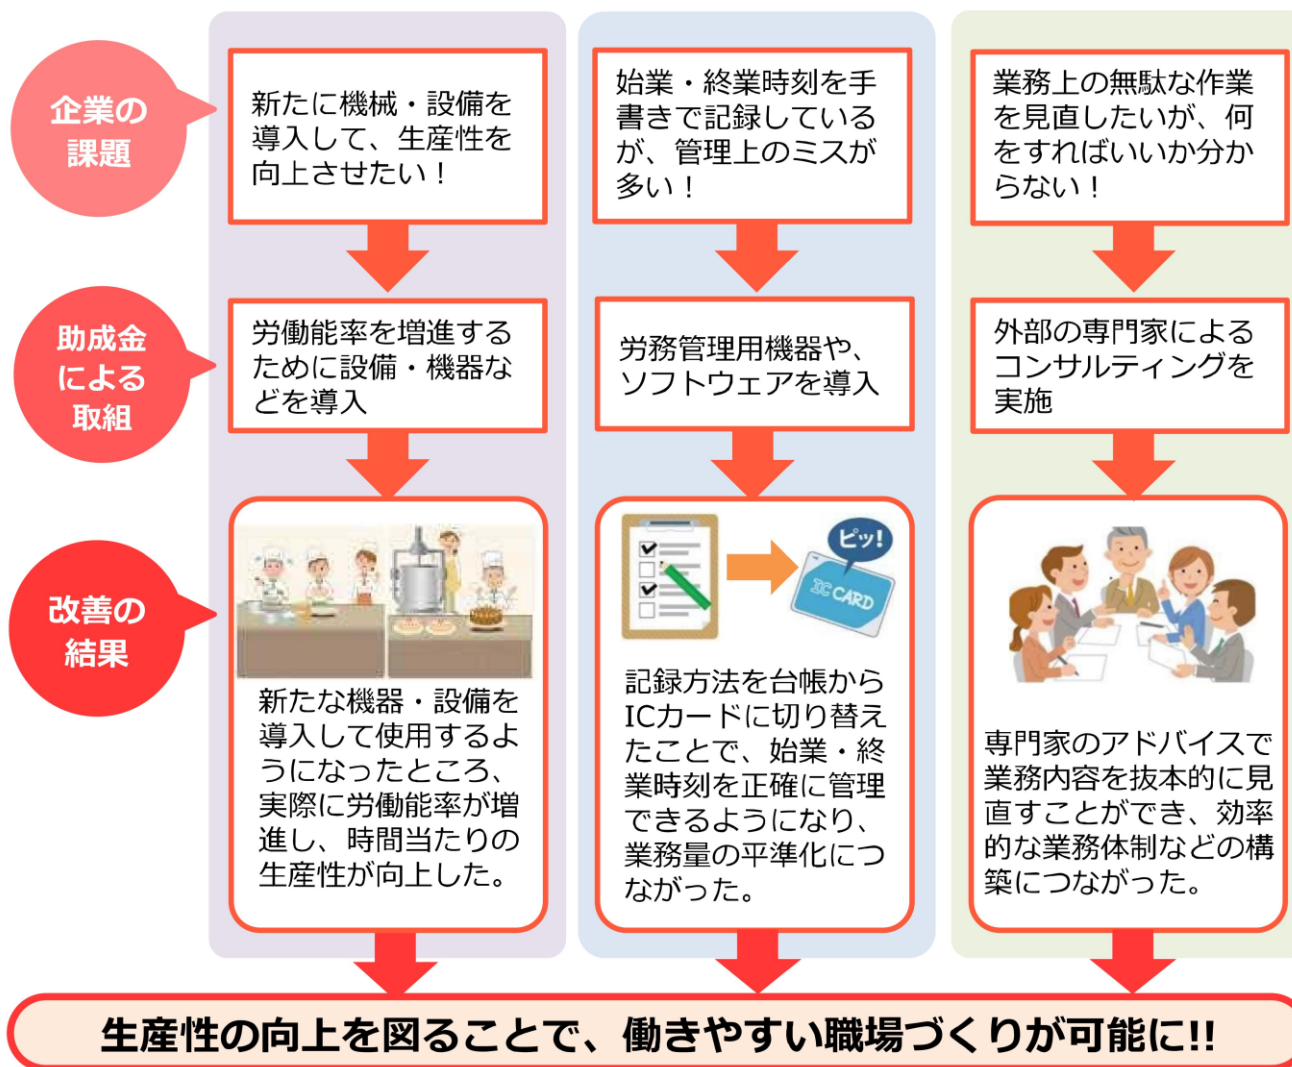 企業の
課題
新たに機械・設備を
導入して、生産性を
向上させたい！
始業・終業時刻を手
書きで記録している
が、管理上のミスが
多い！
業務上の無駄な作業
を見直したいが、何
をすればいいか分か
らない！
助成金
による
取組
労働能率を増進する
ために設備・機器な
どを導入
労務管理用機器や、
ソフトウェアを導入
外部の専門家による
コンサルティングを
実施
改善の
結果
新たな機器・設備を
導入して使用するよ
うになったところ、
実際に労働能率が増
進し、時間当たりの
生産性が向上した。
ピッ!
IC CARD
記録方法を台帳から
ICカードに切り替え
たことで、始業・終
業時刻を正確に管理
できるようになり、
業務量の平準化につ
ながった。
専門家のアドバイスで
業務内容を抜本的に見
直すことができ、効率
的な業務体制などの構
築につながった。
生産性の向上を図ることで、働きやすい職場づくりが可能に!!